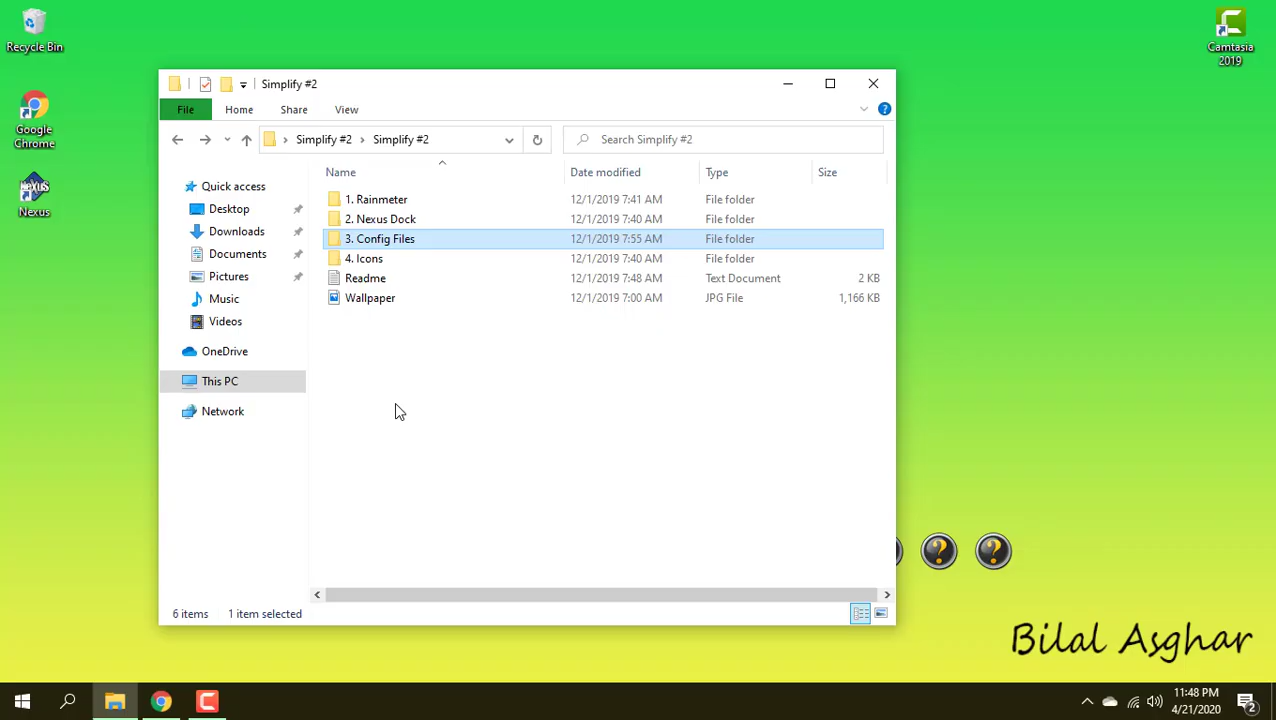 Recycle Bin
Google Chrome
Nexus
Camtasia 2019
Simplify #2
File Home Share View
Simplify #2 > Simplify #2
Search Simplify #2
Name Date modified Type Size
1. Rainmeter 12/1/2019 7:41 AM File folder
2. Nexus Dock 12/1/2019 7:40 AM File folder
3. Config Files 12/1/2019 7:55 AM File folder
4. Icons 12/1/2019 7:40 AM File folder
Readme 12/1/2019 7:48 AM Text Document 2 KB
Wallpaper 12/1/2019 7:00 AM JPG File 1,166 KB
Quick access
Desktop
Downloads
Documents
Pictures
Music
Videos
OneDrive
This PC
Network
6 items 1 item selected
Bilal Asghar
11:48 PM
4/21/2020
2